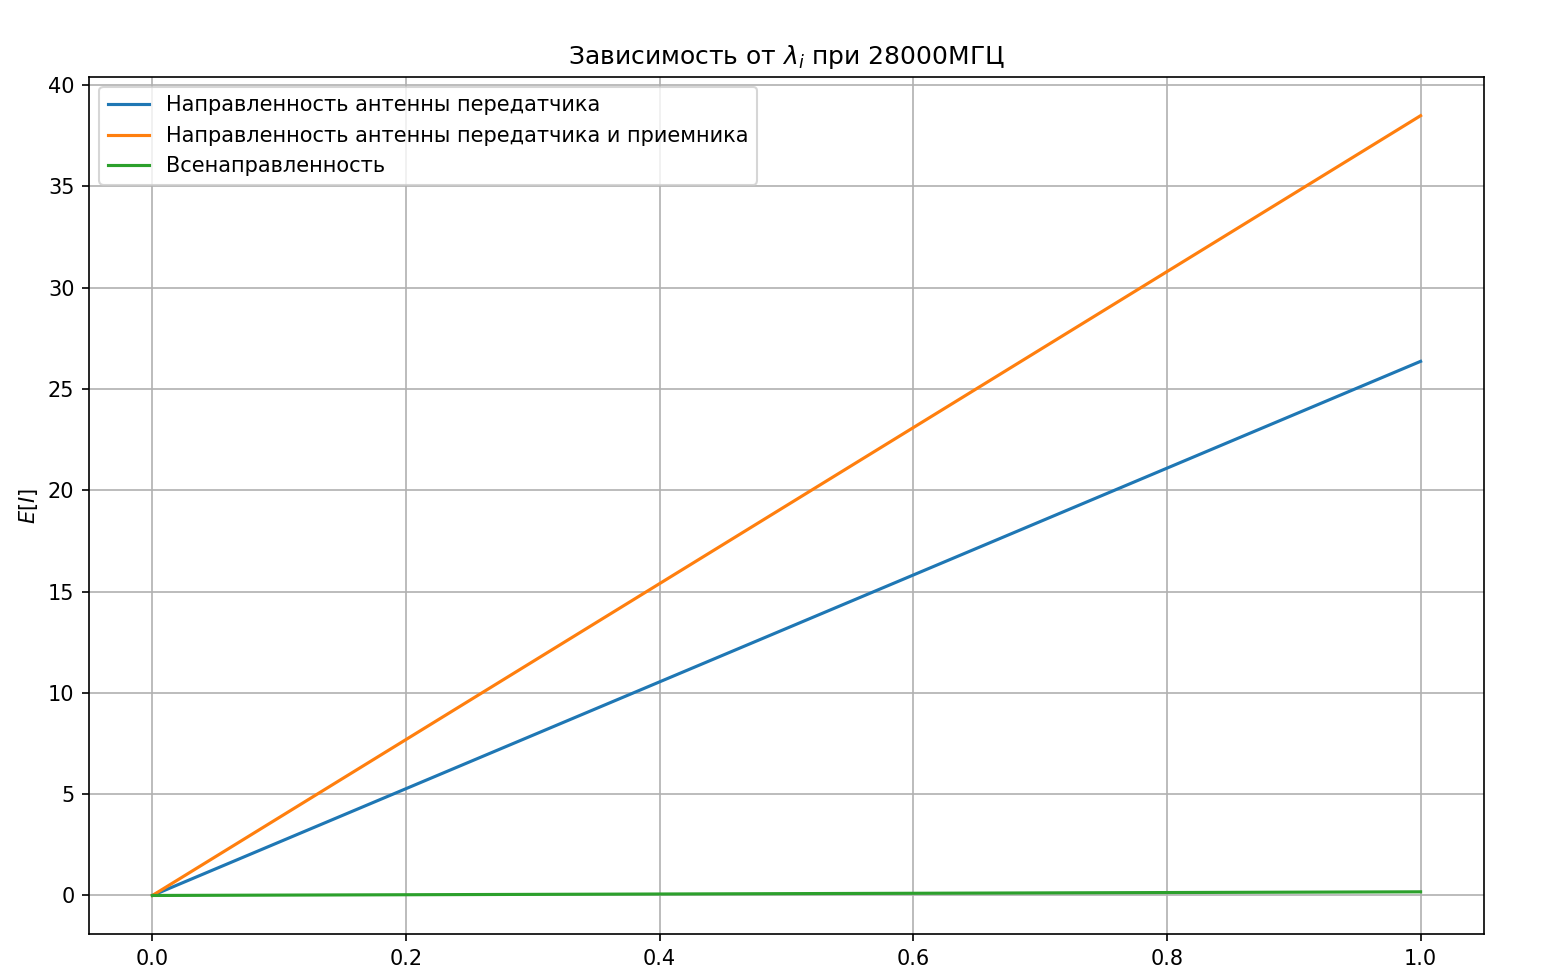 Зависимость от λi при 28000МГЦ
Направленность антенны передатчика
Направленность антенны передатчика и приемника
Всенаправленность
40
35
30
25
20
15
10
5
0
E[I]
0.0 0.2 0.4 0.6 0.8 1.0